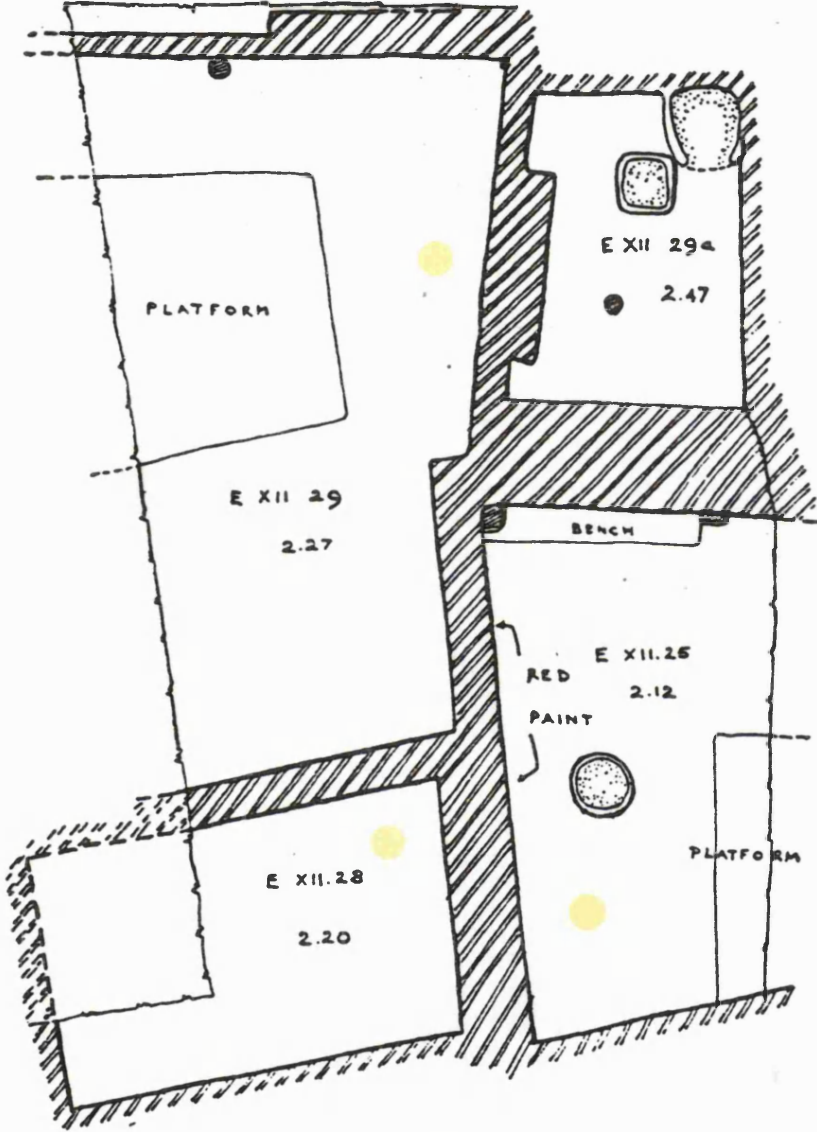 E XII 29a
2.47
PLATFORM
E XII 29
2.27
BENCH
E XII.25
2.12
RED
PAINT
PLATFORM
E XII.28
2.20